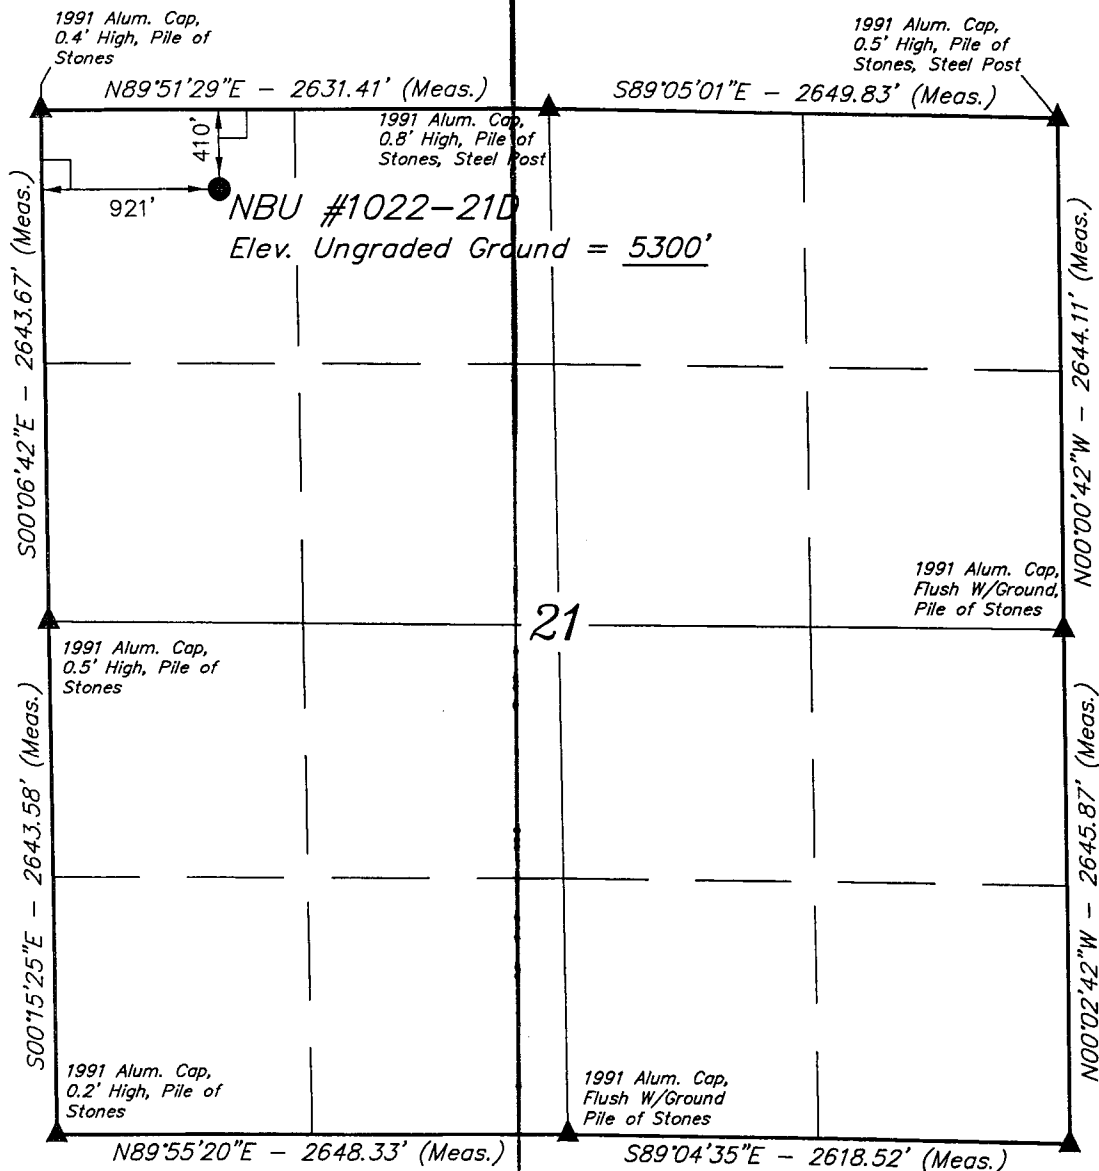 1991 Alum. Cap,
0.4' High, Pile of
Stones
1991 Alum. Cap,
0.5' High, Pile of
Stones, Steel Post
N89°51'29"E - 2631.41' (Meas.)
S89°05'01"E - 2649.83' (Meas.)
1991 Alum. Cap,
0.8' High, Pile of
Stones, Steel Post
410'
921'
NBU #1022-21D
Elev. Ungraded Ground = 5300'
S00°06'42"E - 2643.67' (Meas.)
N00°00'42"W - 2644.11' (Meas.)
1991 Alum. Cap,
Flush W/Ground,
Pile of Stones
21
1991 Alum. Cap,
0.5' High, Pile of
Stones
S00°15'25"E - 2643.58' (Meas.)
N00°02'42"W - 2645.87' (Meas.)
1991 Alum. Cap,
0.2' High, Pile of
Stones
1991 Alum. Cap,
Flush W/Ground
Pile of Stones
N89°55'20"E - 2648.33' (Meas.)
S89°04'35"E - 2618.52' (Meas.)